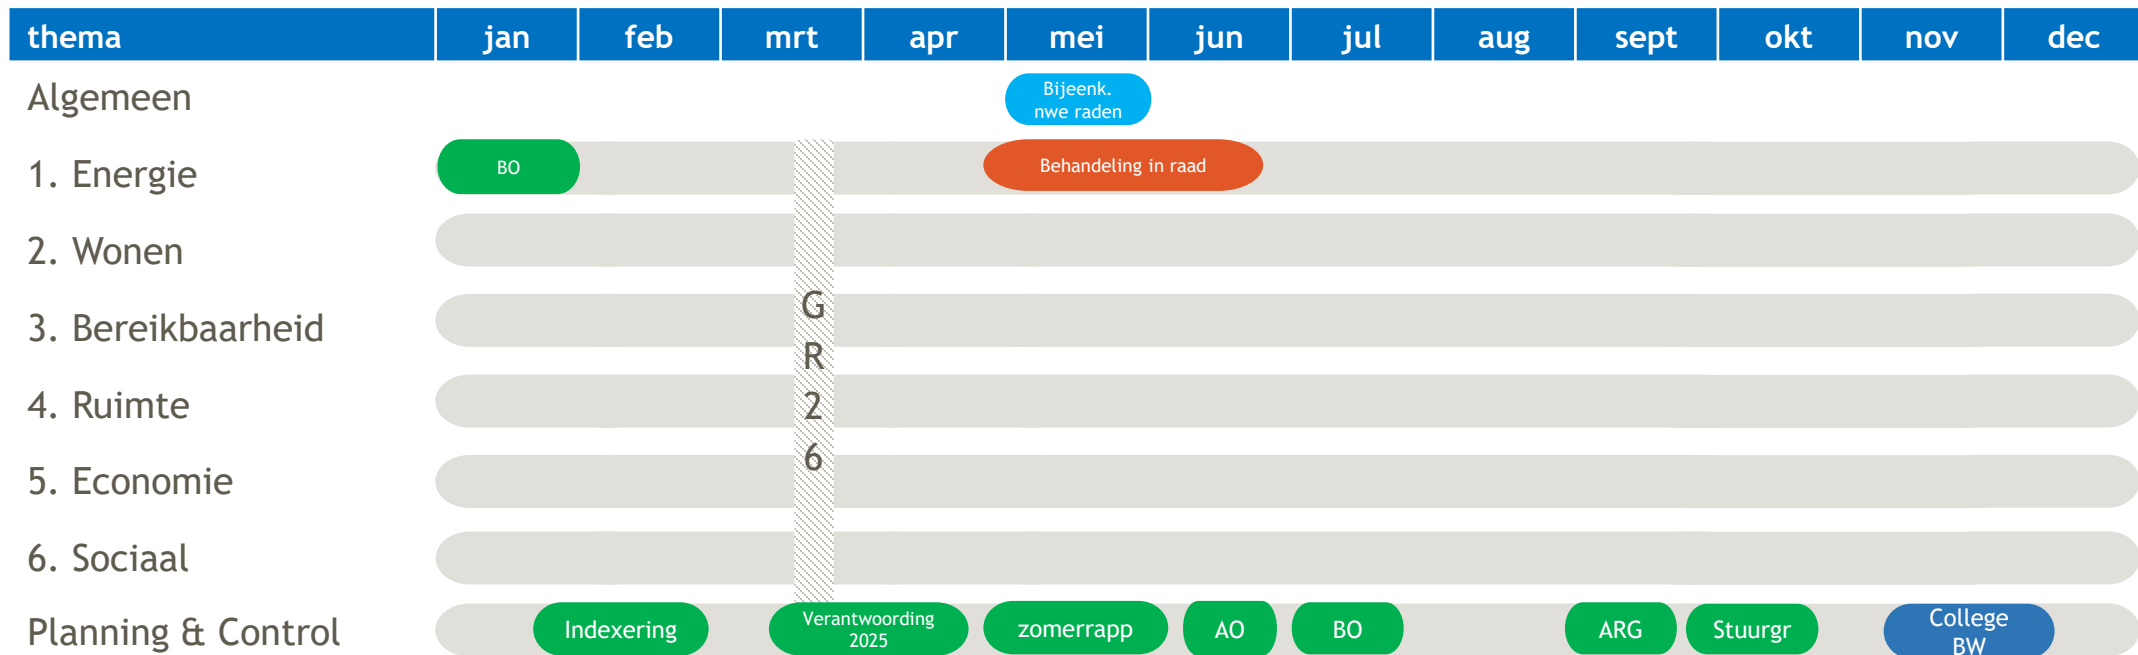 thema jan feb mrt apr mei jun jul aug sept okt nov dec
Algemeen
Bijeenk.
nwe raden
1. Energie
BO
Behandeling in raad
2. Wonen
3. Bereikbaarheid
4. Ruimte
5. Economie
6. Sociaal
G
R
2
6
Planning & Control
Indexering
Verantwoording
2025
zomerrapp
AO
BO
ARG
Stuurgr
College
BW